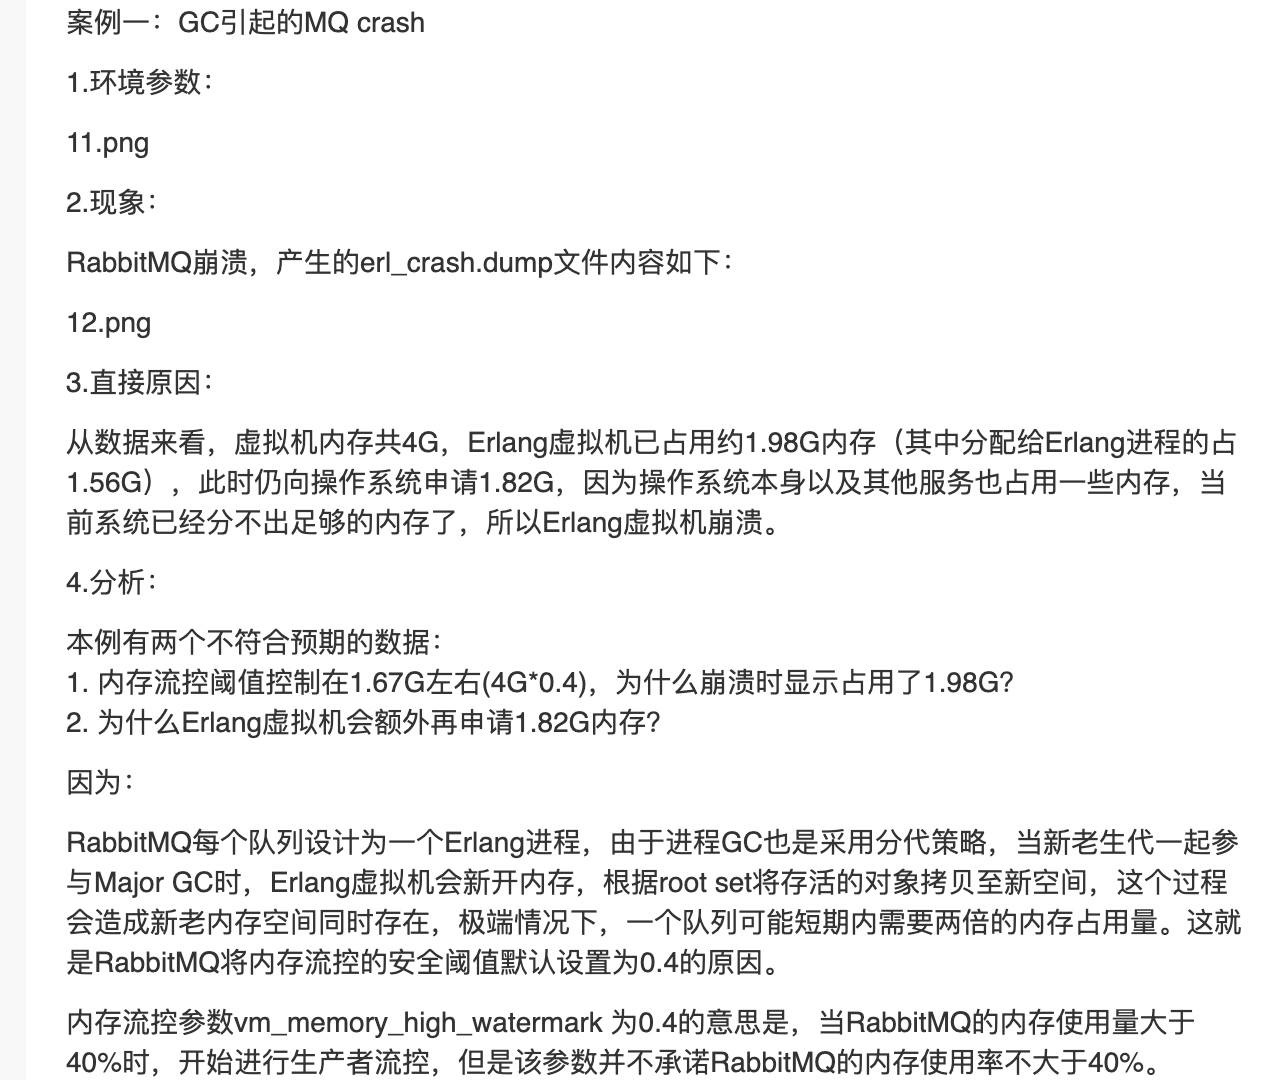 案例一：GC引起的MQ crash
1.环境参数：
11.png
2.现象：
RabbitMQ崩溃，产生的erl_crash.dump文件内容如下：
12.png
3.直接原因：
从数据来看，虚拟机内存共4G，Erlang虚拟机已占用约1.98G内存（其中分配给Erlang进程的占
1.56G），此时仍向操作系统申请1.82G，因为操作系统本身以及其他服务也占用一些内存，当
前系统已经分不出足够的内存了，所以Erlang虚拟机崩溃。
4.分析：
本例有两个不符合预期的数据：
1. 内存流控阈值控制在1.67G左右(4G*0.4)，为什么崩溃时显示占用了1.98G?
2. 为什么Erlang虚拟机会额外再申请1.82G内存?
因为：
RabbitMQ每个队列设计为一个Erlang进程，由于进程GC也是采用分代策略，当新老生代一起参
与Major GC时，Erlang虚拟机会新开内存，根据root set将存活的对象拷贝至新空间，这个过程
会造成新老内存空间同时存在，极端情况下，一个队列可能短期内需要两倍的内存占用量。这就
是RabbitMQ将内存流控的安全阈值默认设置为0.4的原因。
内存流控参数vm_memory_high_watermark 为0.4的意思是，当RabbitMQ的内存使用量大于
40%时，开始进行生产者流控，但是该参数并不承诺RabbitMQ的内存使用率不大于40%。